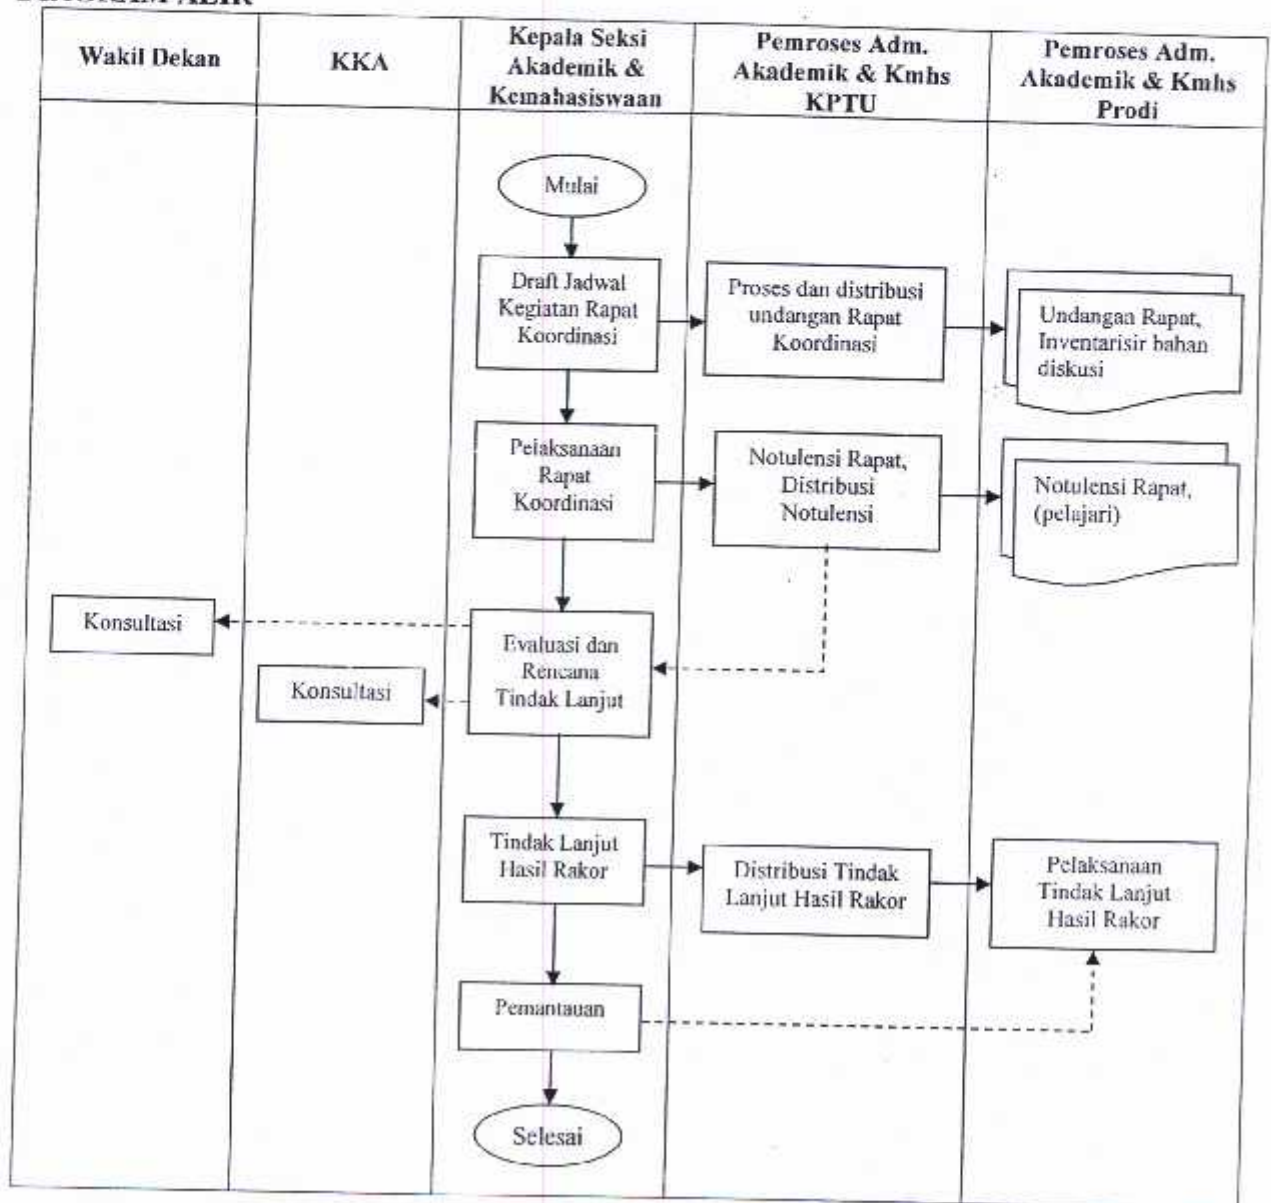 Wakil Dekan
KKA
Kepala Seksi
Akademik &
Kemahasiswaan
Pemroses Adm.
Akademik & Kmhs
KPTU
Pemroses Adm.
Akademik & Kmhs
Prodi
Mulai
Draft Jadwal
Kegiatan Rapat
Koordinasi
Proses dan distribusi
undangan Rapat
Koordinasi
Undangan Rapat,
Inventarisir bahan
diskusi
Pelaksanaan
Rapat
Koordinasi
Notulensi Rapat,
Distribusi
Notulensi
Notulensi Rapat,
(pelajari)
Konsultasi
Evaluasi dan
Rencana
Tindak Lanjut
Konsultasi
Tindak Lanjut
Hasil Rakor
Distribusi Tindak
Lanjut Hasil Rakor
Pelaksanaan
Tindak Lanjut
Hasil Rakor
Pemantauan
Selesai